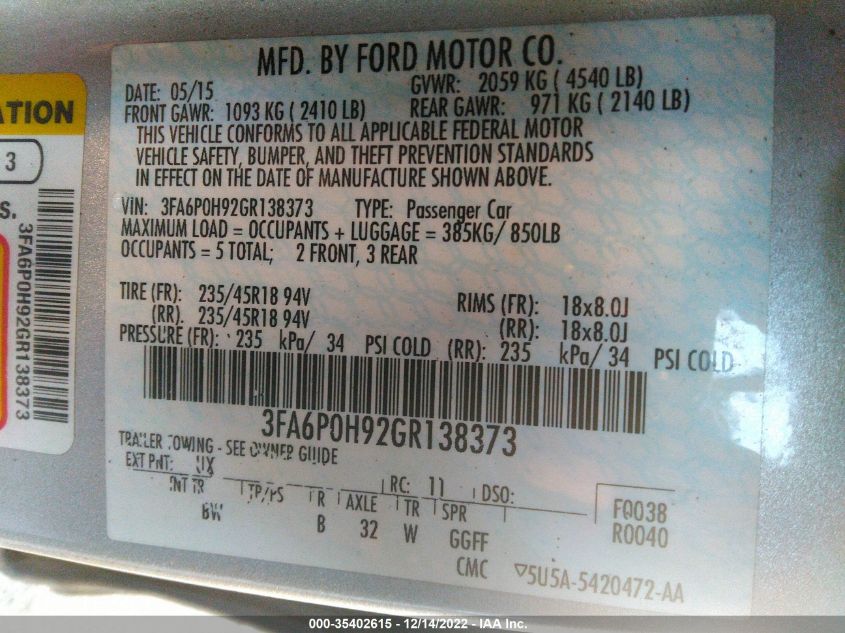 MFD. BY FORD MOTOR CO.
DATE: 05/15 GVWR: 2059 KG ( 4540 LB)
FRONT GAWR: 1093 KG ( 2410 LB) REAR GAWR: 971 KG ( 2140 LB)
THIS VEHICLE CONFORMS TO ALL APPLICABLE FEDERAL MOTOR
VEHICLE SAFETY, BUMPER, AND THEFT PREVENTION STANDARDS
IN EFFECT ON THE DATE OF MANUFACTURE SHOWN ABOVE.
VIN: 3FA6P0H92GR138373 TYPE: Passenger Car
MAXIMUM LOAD = OCCUPANTS + LUGGAGE = 385KG/ 850LB
OCCUPANTS = 5 TOTAL; 2 FRONT, 3 REAR
TIRE (FR): 235/45R18 94V RIMS (FR): 18x8.0J
(RR). 235/45R18 94V (RR): 18x8.0J
PRESSURE (FR): 235 kPa/ 34 PSI COLD (RR): 235 kPa/ 34 PSI COLD
3FA6P0H92GR138373
TRAILER TOWING - SEE OWNER GUIDE
EXT PNT: UX RC: 11 DSO:
INT TR TP/PS R AXLE TR SPR
BW B 32 W GGFF
F0038
R0040
CMC ▽5U5A-5420472-AA
ATION
3
S.
3FA6P0H92GR138373
000-35402615 - 12/14/2022 - IAA Inc.